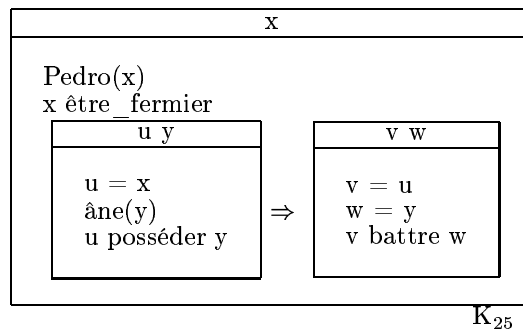 x
Pedro(x)
x être_fermier
u y
u = x
âne(y)
u posséder y
⇒
v w
v = u
w = y
v battre w
K₂₅